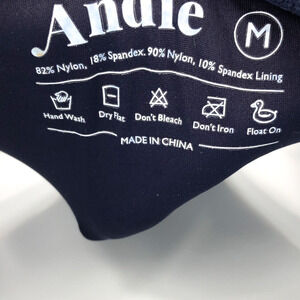 Andie
M
82% Nylon, 18% Spandex. 90% Nylon, 10% Spandex Lining
Hand Wash
Dry Flat
Don't Bleach
Don't Iron
Float On
MADE IN CHINA